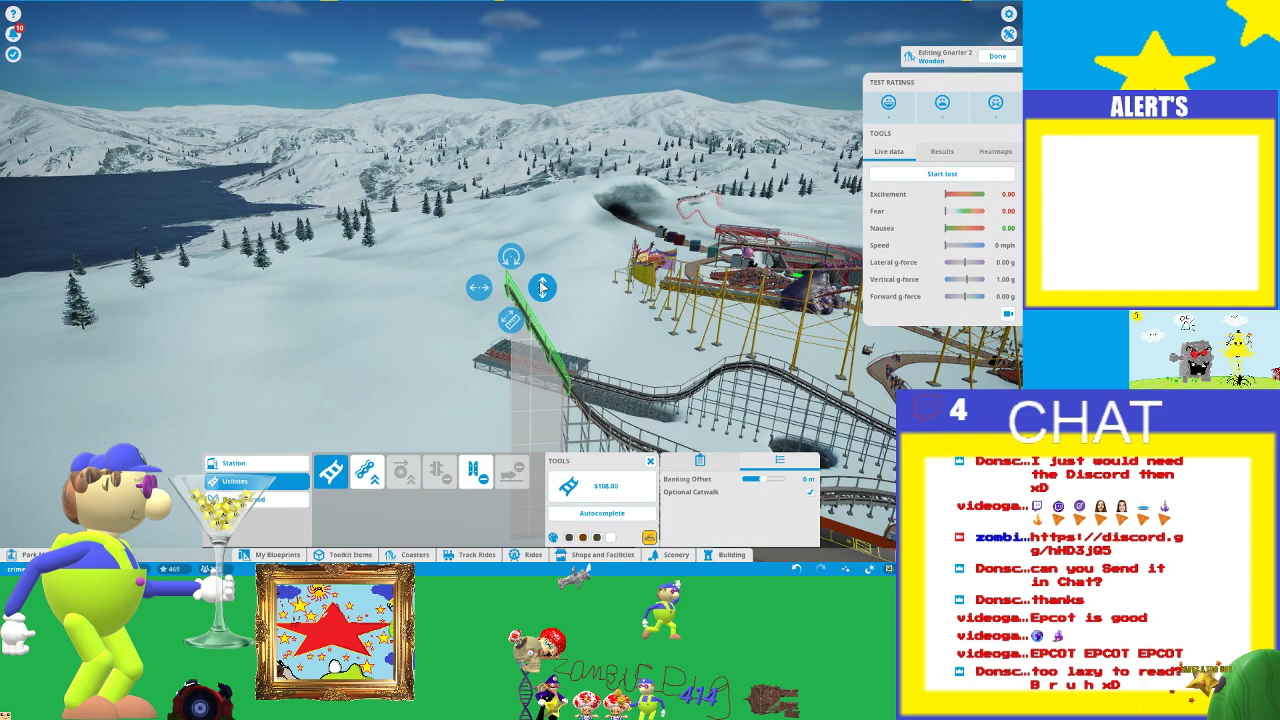 ?
10
Editing Gnarler 2
Wooden
Done
TEST RATINGS
-
-
-
TOOLS
Live data
Results
Heatmaps
Start test
Excitement
0.00
Fear
0.00
Nausea
0.00
Speed
0 mph
Lateral g-force
0.00 g
Vertical g-force
1.00 g
Forward g-force
0.00 g
Station
Utilities
TOOLS
$108.00
Autocomplete
Banking Offset
0 m
Optional Catwalk
My Blueprints
Toolkit Items
Coasters
Track Rides
Rides
Shops and Facilities
Scenery
Building
469
ALERT'S
4
CHAT
Donsc...I just would need
the Discord then
xD
videoga...
zombi...https://discord.g
g/hHD3jQ5
Donsc...can you Send it
in Chat?
Donsc...thanks
videoga...Epcot is good
videoga...
videoga...EPCOT EPCOT EPCOT
Donsc...too lazy to read?
B r u h xD
ZOMBIE Pig
414